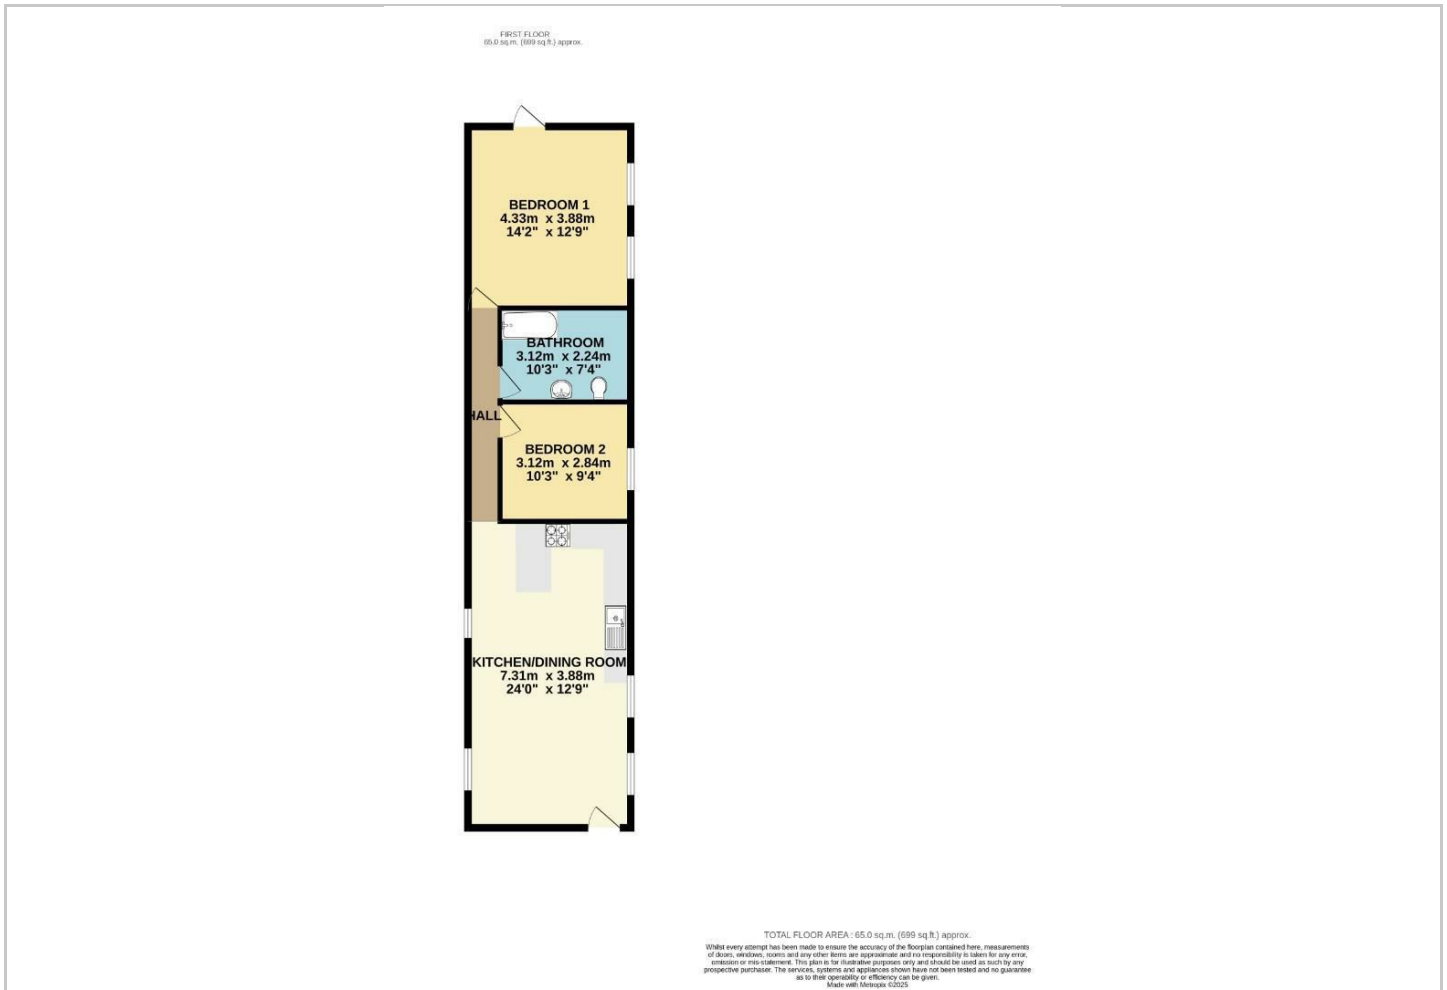 FIRST FLOOR
65.0 sq.m. (699 sq.ft.) approx.
BEDROOM 1
4.33m x 3.88m
14'2" x 12'9"
BATHROOM
3.12m x 2.24m
10'3" x 7'4"
HALL
BEDROOM 2
3.12m x 2.84m
10'3" x 9'4"
KITCHEN/DINING ROOM
7.31m x 3.88m
24'0" x 12'9"
TOTAL FLOOR AREA : 65.0 sq.m. (699 sq.ft.) approx.
Whilst every attempt has been made to ensure the accuracy of the floorplan contained here, measurements
of doors, windows, rooms and any other items are approximate and no responsibility is taken for any error,
omission or mis-statement. This plan is for illustrative purposes only and should be used as such by any
prospective purchaser. The services, systems and appliances shown have not been tested and no guarantee
as to their operability or efficiency can be given.
Made with Metropix ©2025